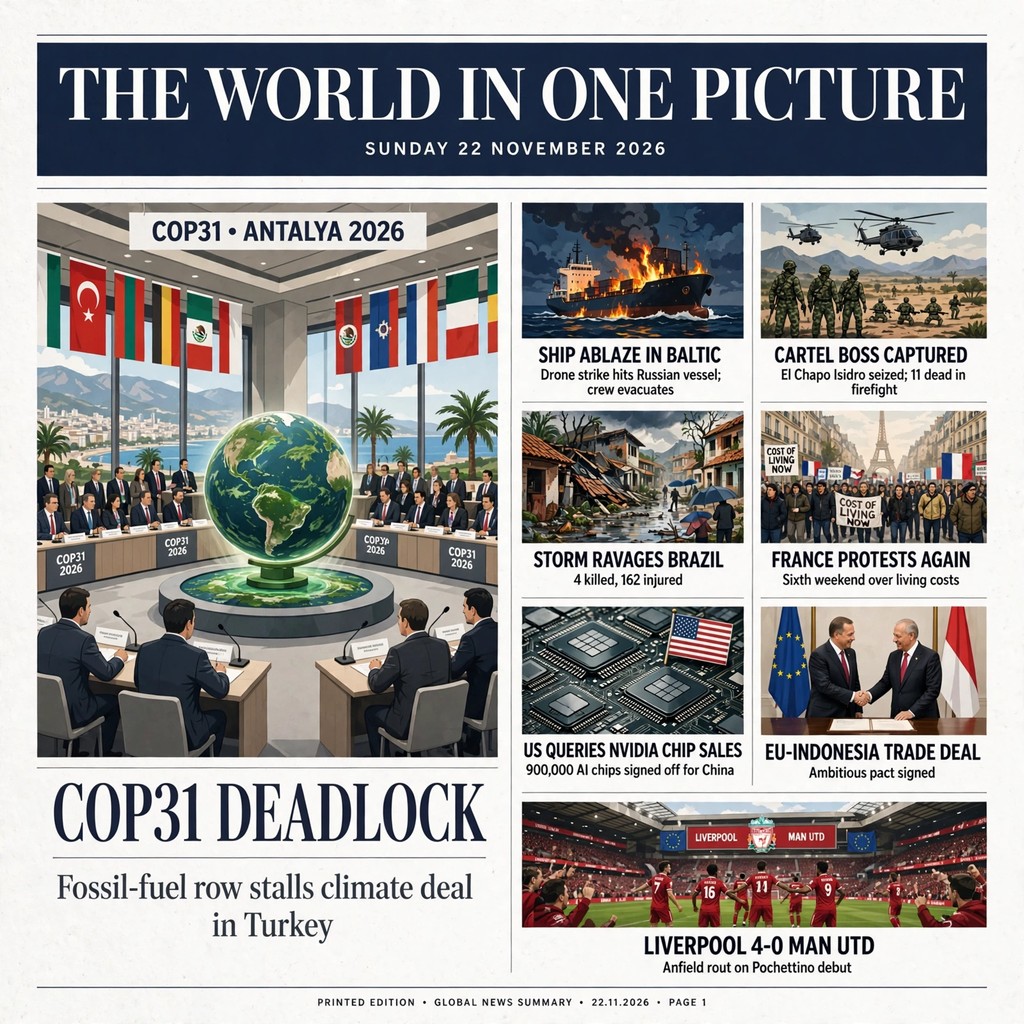 THE WORLD IN ONE PICTURE
SUNDAY 22 NOVEMBER 2026
COP31 • ANTALYA 2026
COP31
2026
COP31
2026
2026
COP31
2026
COP31 DEADLOCK
Fossil-fuel row stalls climate deal
in Turkey
SHIP ABLAZE IN BALTIC
Drone strike hits Russian vessel;
crew evacuates
CARTEL BOSS CAPTURED
El Chapo Isidro seized; 11 dead in
firefight
STORM RAVAGES BRAZIL
4 killed, 162 injured
COST OF
LIVING
NOW
COST OF
LIVING
NOW
FRANCE PROTESTS AGAIN
Sixth weekend over living costs
US QUERIES NVIDIA CHIP SALES
900,000 AI chips signed off for China
EU-INDONESIA TRADE DEAL
Ambitious pact signed
LIVERPOOL
MAN UTD
7
16
11
9
LIVERPOOL 4-0 MAN UTD
Anfield rout on Pochettino debut
PRINTED EDITION • GLOBAL NEWS SUMMARY • 22.11.2026 • PAGE 1